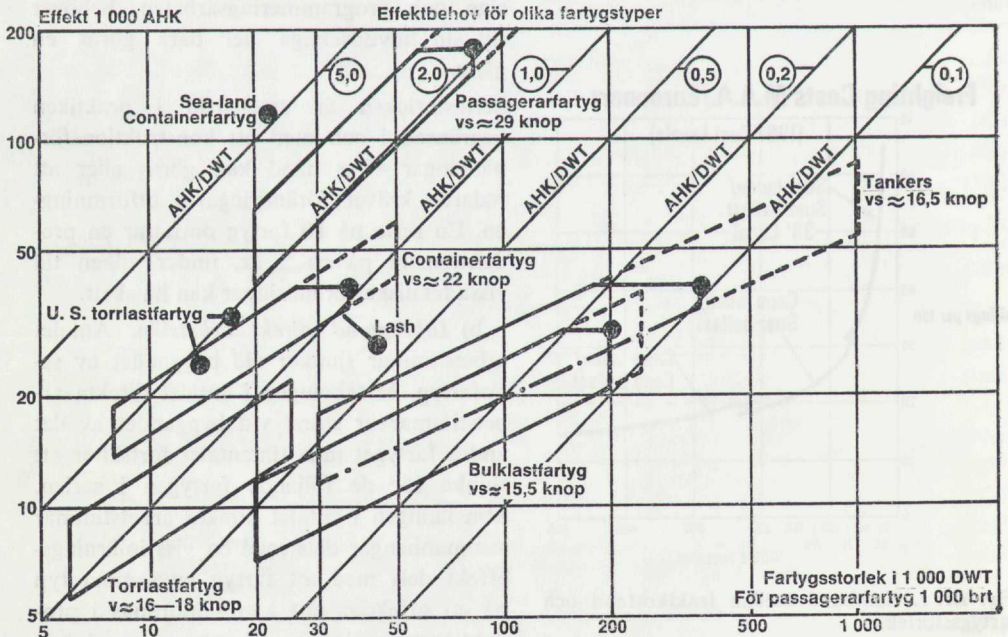 Effekt 1 000 AHK
Effektbehov för olika fartygstyper
200
100
50
20
10
5
5,0
2,0
1,0
0,5
0,2
0,1
Sea-land
Containerfartyg
Passagerarfartyg
vs≈29 knop
AHK/DWT
AHK/DWT
AHK/DWT
AHK/DWT
AHK/DWT
AHK/DWT
Tankers
vs ≈ 16,5 knop
Containerfartyg
vs≈22 knop
U. S. torrlastfartyg
Lash
Bulklastfartyg
vs≈15,5 knop
Torrlastfartyg
v≈16–18 knop
Fartygsstorlek i 1 000 DWT
För passagerarfartyg 1 000 brt
5
10
20
30
50
100
200
500
1 000